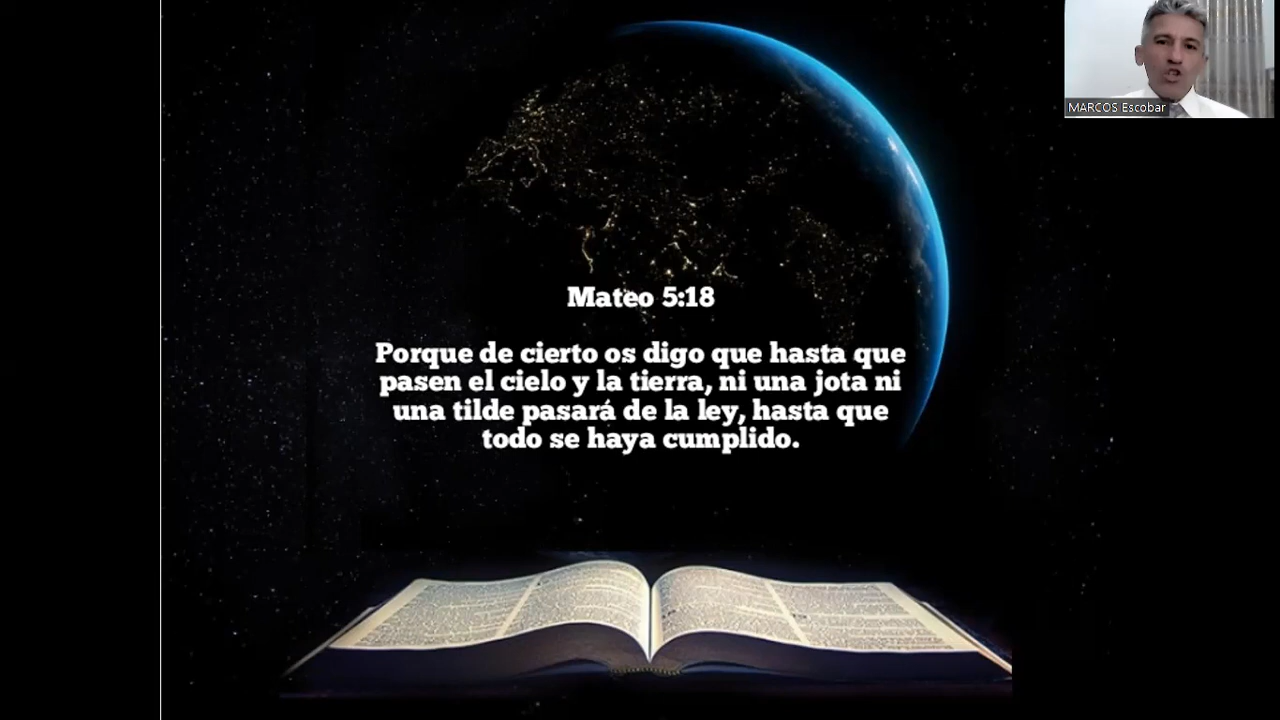 MARCOS Escobar
Mateo 5:18
Porque de cierto os digo que hasta que
pasen el cielo y la tierra, ni una jota ni
una tilde pasará de la ley, hasta que
todo se haya cumplido.